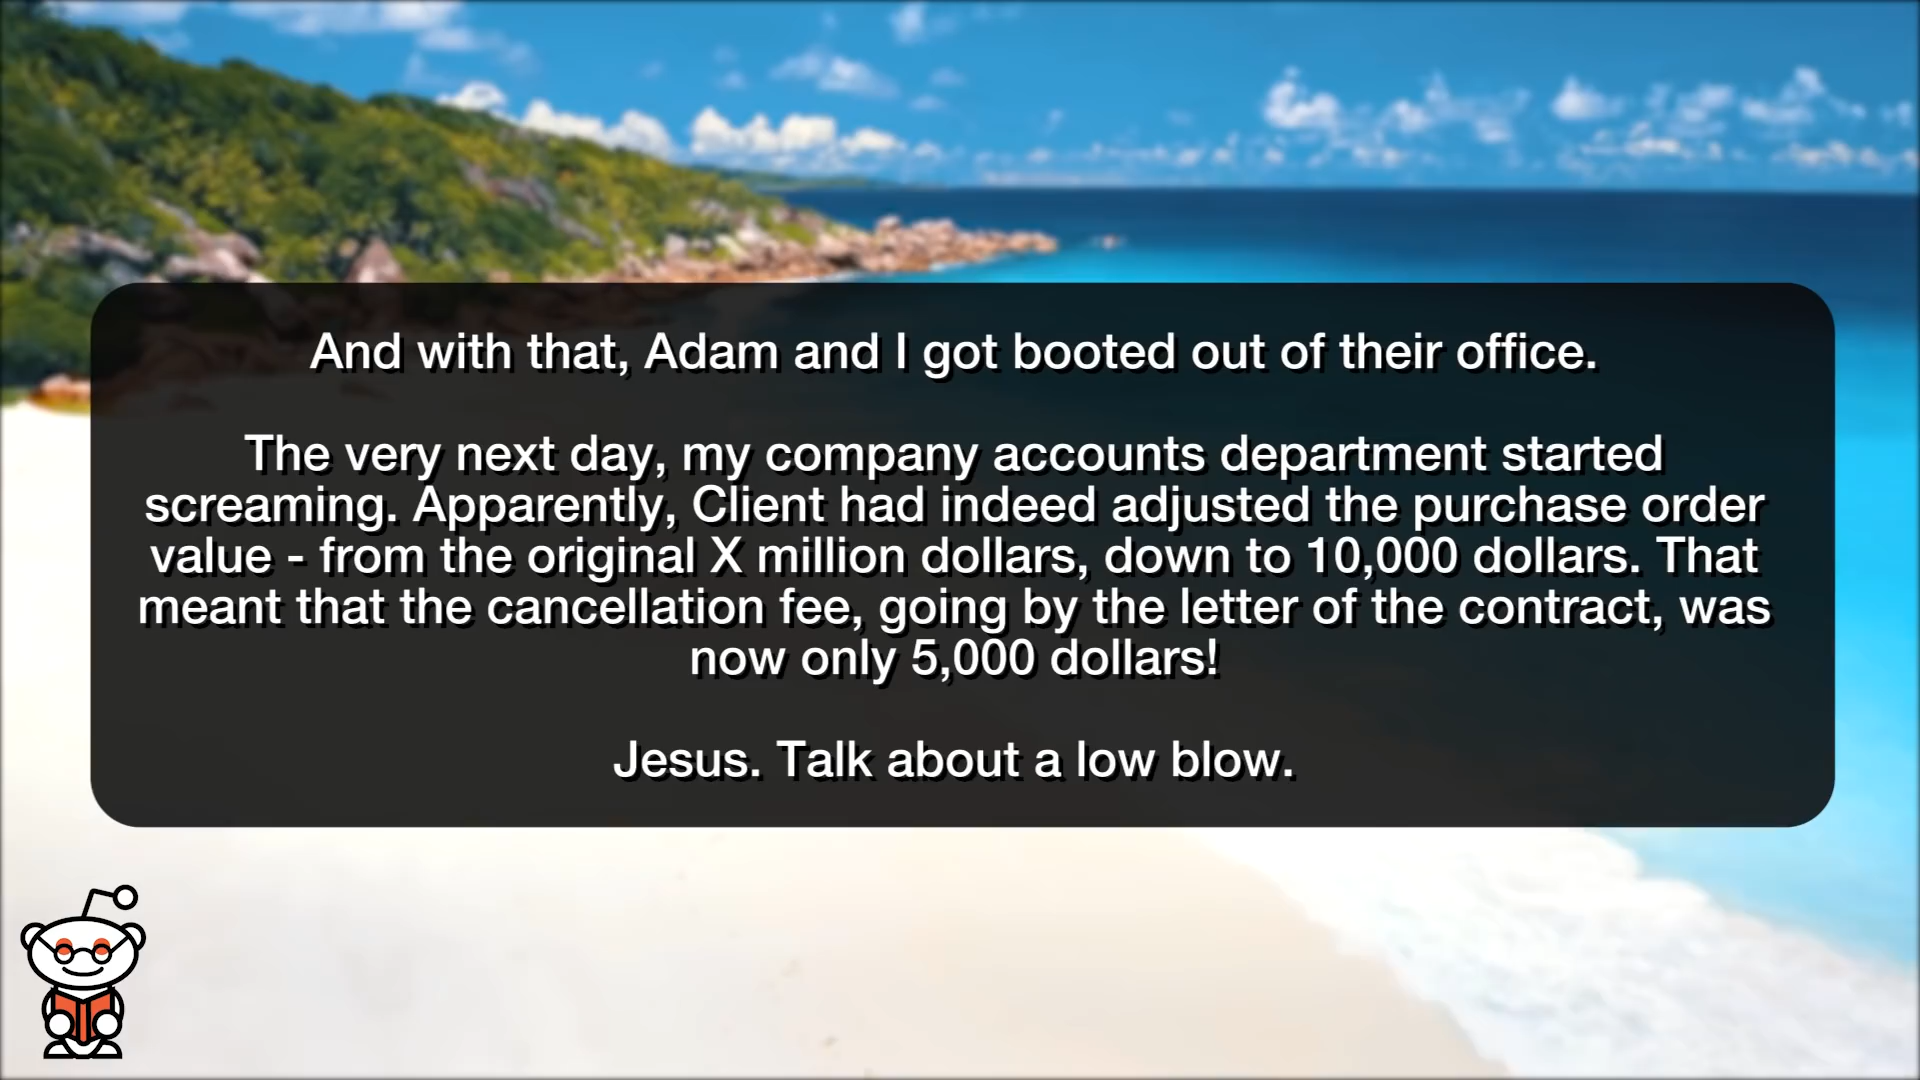 And with that, Adam and I got booted out of their office.
The very next day, my company accounts department started
screaming. Apparently, Client had indeed adjusted the purchase order
value - from the original X million dollars, down to 10,000 dollars. That
meant that the cancellation fee, going by the letter of the contract, was
now only 5,000 dollars!
Jesus. Talk about a low blow.